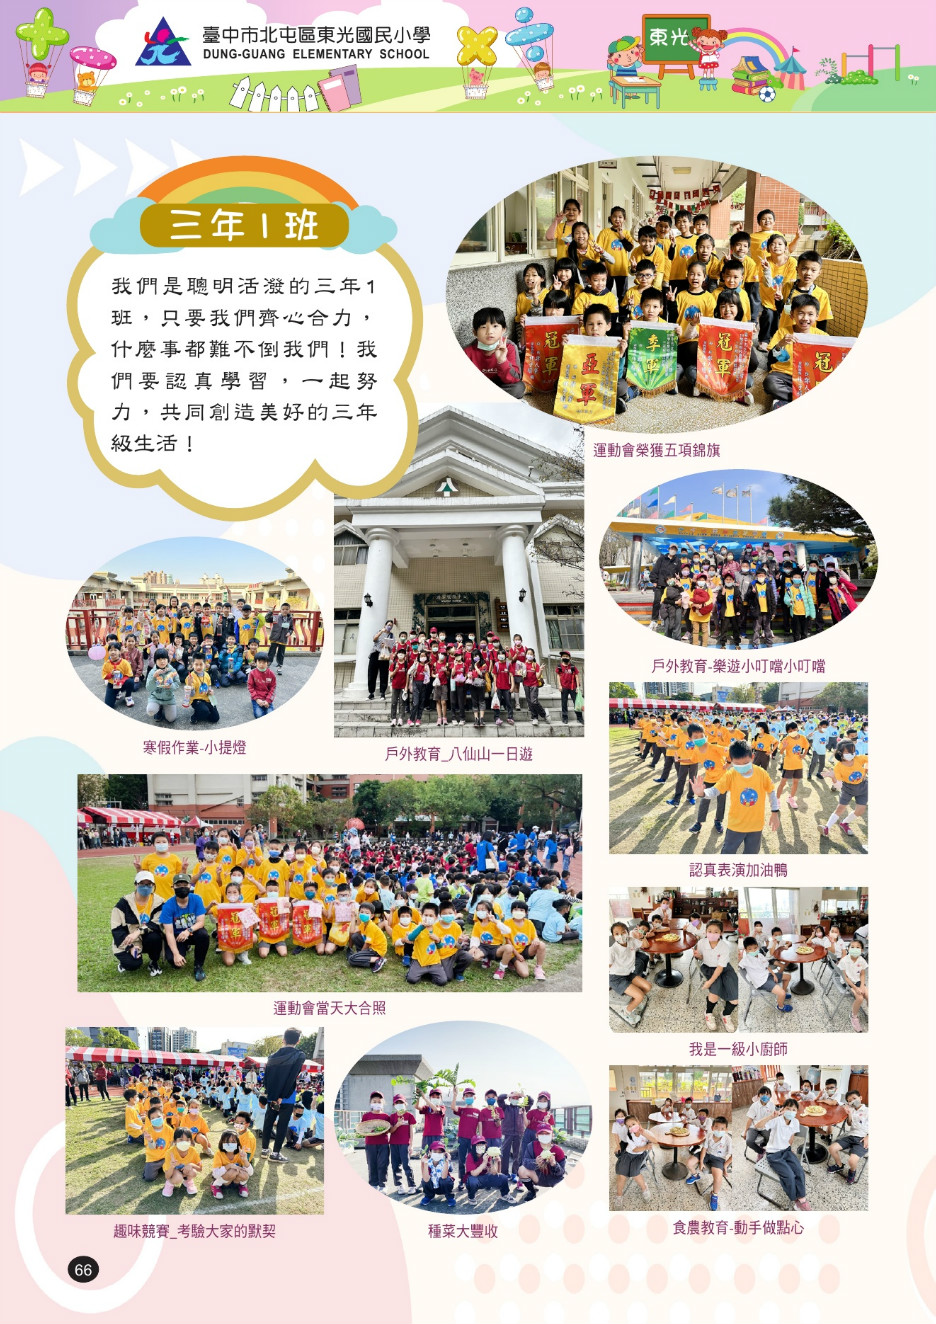 臺中市北屯區東光國民小學
DUNG-GUANG ELEMENTARY SCHOOL
東光
三年1班
我們是聰明活潑的三年1
班，只要我們齊心合力，
什麼事都難不倒我們！我
們要認真學習，一起努
力，共同創造美好的三年
級生活！
冠軍
亞軍
季軍
冠軍
冠軍
運動會榮獲五項錦旗
戶外教育-樂遊小叮噹小叮噹
寒假作業-小提燈
戶外教育_八仙山一日遊
認真表演加油鴨
冠軍
冠軍
冠軍
運動會當天大合照
我是一級小廚師
趣味競賽_考驗大家的默契
種菜大豐收
食農教育-動手做點心
66